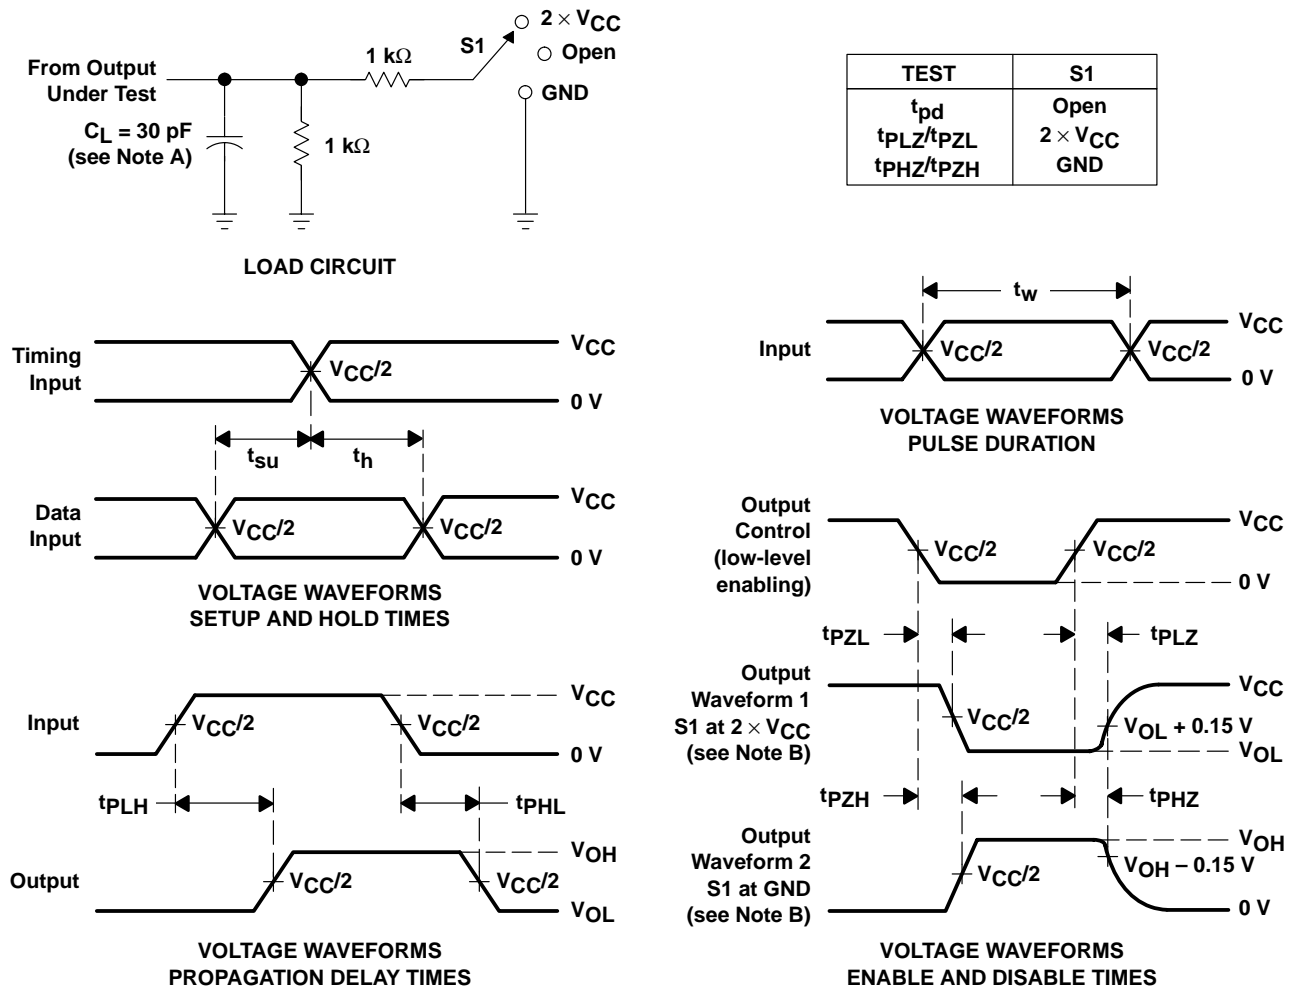 2 × VCC
S1
1 kΩ
Open
From Output
Under Test
GND
CL = 30 pF
(see Note A)
1 kΩ
LOAD CIRCUIT
TEST S1
tpd Open
tPLZ/tPZL 2 × VCC
tPHZ/tPZH GND
Timing
Input
VCC
VCC/2
0 V
tsu
th
Data
Input
VCC
VCC/2
VCC/2
0 V
VOLTAGE WAVEFORMS
SETUP AND HOLD TIMES
tw
Input
VCC
VCC/2
VCC/2
0 V
VOLTAGE WAVEFORMS
PULSE DURATION
Input
VCC
VCC/2
VCC/2
0 V
tPLH
tPHL
Output
VOH
VCC/2
VCC/2
VOL
VOLTAGE WAVEFORMS
PROPAGATION DELAY TIMES
Output
Control
(low-level
enabling)
VCC
VCC/2
VCC/2
0 V
tPZL
tPLZ
Output
Waveform 1
S1 at 2 × VCC
(see Note B)
VCC
VCC/2
VOL + 0.15 V
VOL
tPZH
tPHZ
Output
Waveform 2
S1 at GND
(see Note B)
VOH
VCC/2
VOH − 0.15 V
0 V
VOLTAGE WAVEFORMS
ENABLE AND DISABLE TIMES